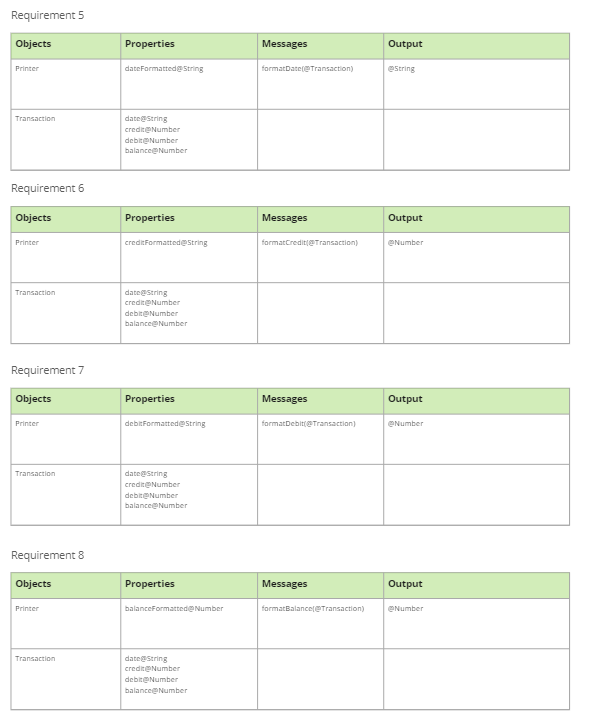 Requirement 5
Objects Properties Messages Output
Printer dateFormatted@String formatDate(@Transaction) @String
Transaction date@String
credit@Number
debit@Number
balance@Number
Requirement 6
Objects Properties Messages Output
Printer creditFormatted@String formatCredit(@Transaction) @Number
Transaction date@String
credit@Number
debit@Number
balance@Number
Requirement 7
Objects Properties Messages Output
Printer debitFormatted@String formatDebit(@Transaction) @Number
Transaction date@String
credit@Number
debit@Number
balance@Number
Requirement 8
Objects Properties Messages Output
Printer balanceFormatted@Number formatBalance(@Transaction) @Number
Transaction date@String
credit@Number
debit@Number
balance@Number